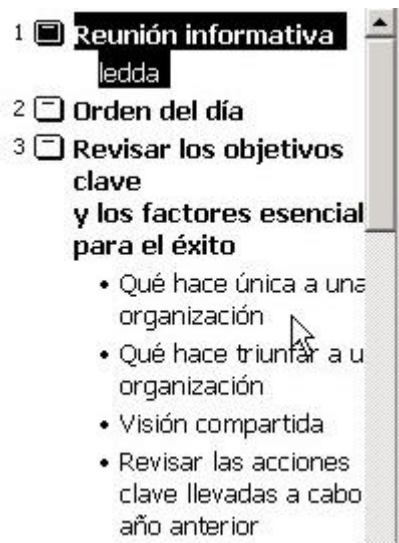 1 Reunión informativa
ledda
2 Orden del día
3 Revisar los objetivos
clave
y los factores esencial
para el éxito
• Qué hace única a una
organización
• Qué hace triunfar a u
organización
• Visión compartida
• Revisar las acciones
clave llevadas a cabo
año anterior